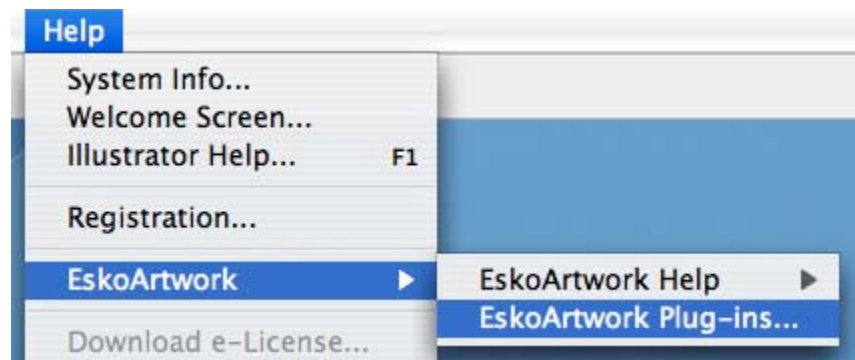 Help
System Info...
Welcome Screen...
Illustrator Help... F1
Registration...
EskoArtwork
EskoArtwork Help
EskoArtwork Plug-ins...
Download e-License...